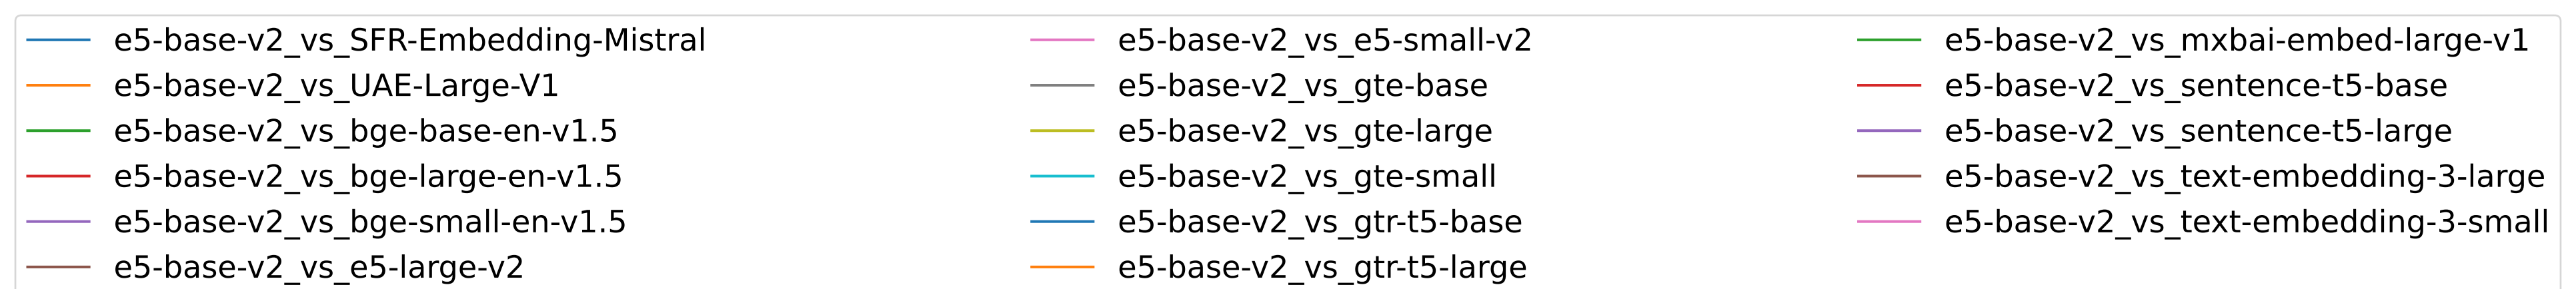 e5-base-v2_vs_SFR-Embedding-Mistral
e5-base-v2_vs_UAE-Large-V1
e5-base-v2_vs_bge-base-en-v1.5
e5-base-v2_vs_bge-large-en-v1.5
e5-base-v2_vs_bge-small-en-v1.5
e5-base-v2_vs_e5-large-v2
e5-base-v2_vs_e5-small-v2
e5-base-v2_vs_gte-base
e5-base-v2_vs_gte-large
e5-base-v2_vs_gte-small
e5-base-v2_vs_gtr-t5-base
e5-base-v2_vs_gtr-t5-large
e5-base-v2_vs_mxbai-embed-large-v1
e5-base-v2_vs_sentence-t5-base
e5-base-v2_vs_sentence-t5-large
e5-base-v2_vs_text-embedding-3-large
e5-base-v2_vs_text-embedding-3-small